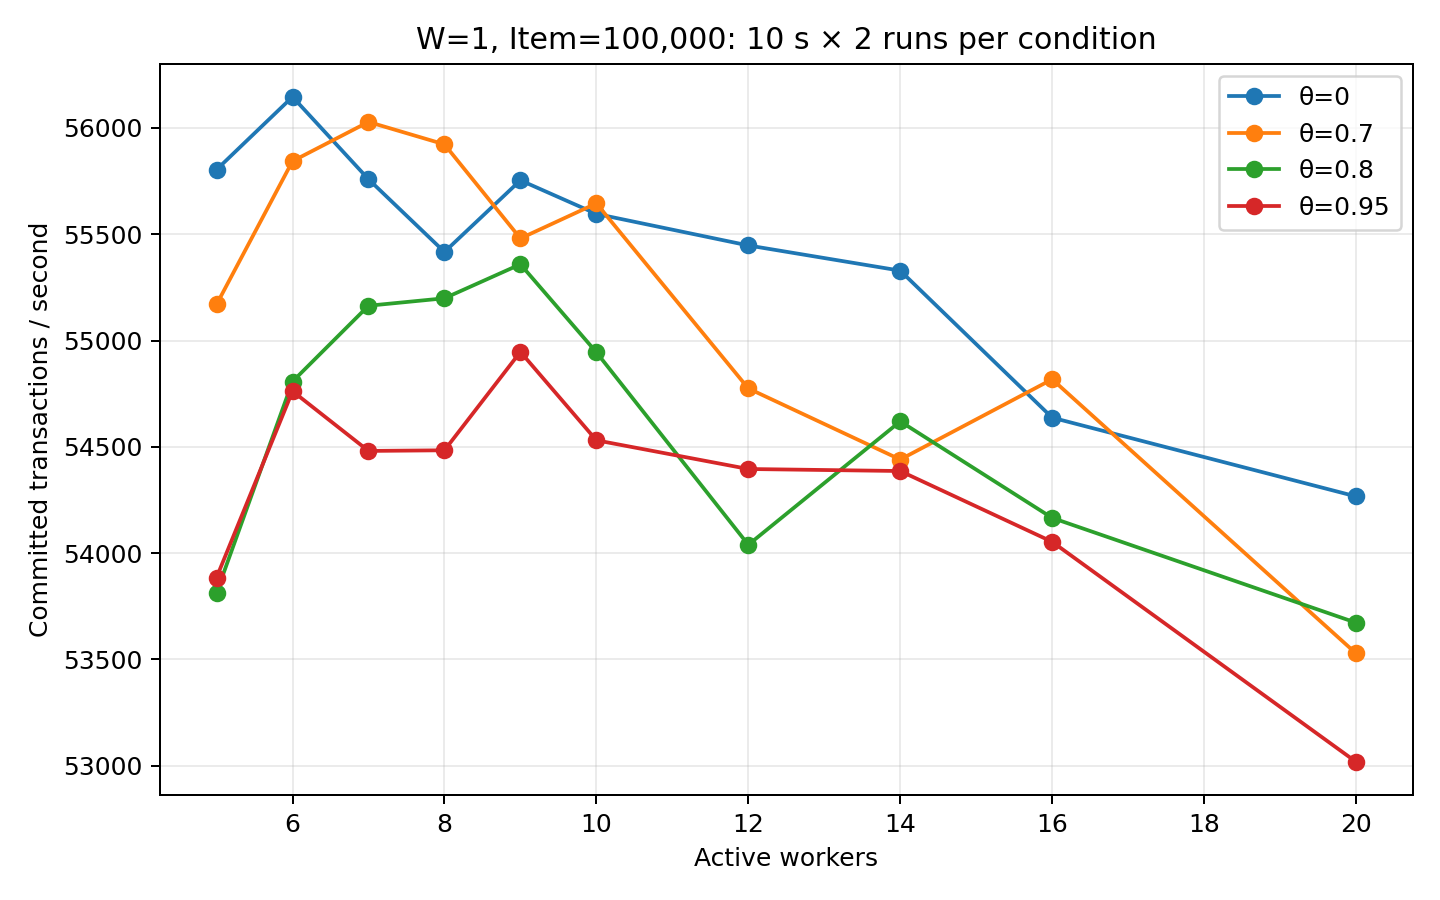 W=1, Item=100,000: 10 s × 2 runs per condition
θ=0
θ=0.7
θ=0.8
θ=0.95
Committed transactions / second
56000
55500
55000
54500
54000
53500
53000
6 8 10 12 14 16 18 20
Active workers